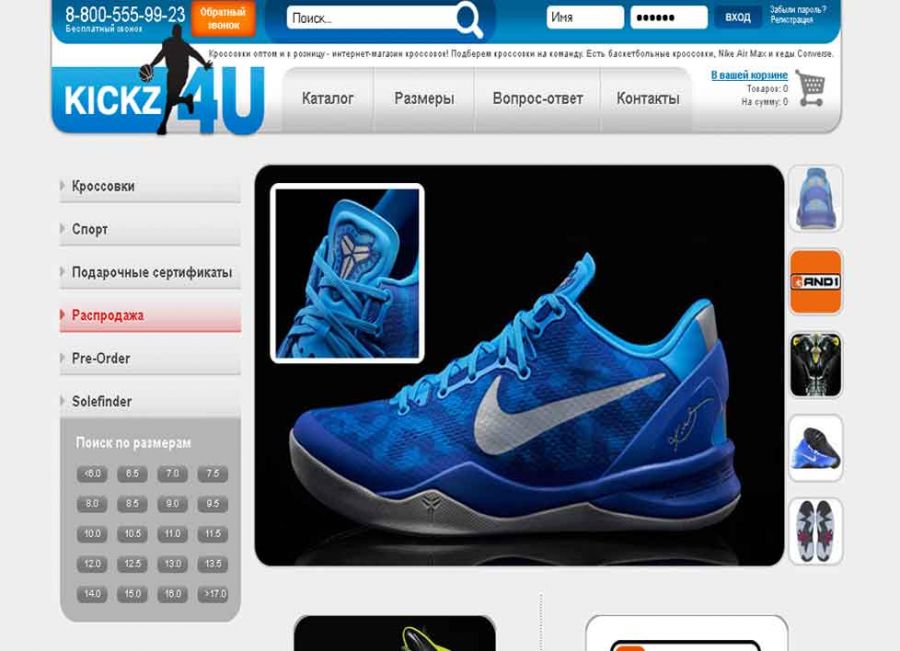 8-800-555-99-23
Бесплатный звонок
Обратный
звонок
Поиск...
Имя
••••••
вход
Забыли пароль?
Регистрация
Кроссовки оптом и в розницу - интернет-магазин кроссовок! Подберем кроссовки на команду. Есть баскетбольные кроссовки, Nike Air Max и кеды Converse.
KICKZ 4U
Каталог
Размеры
Вопрос-ответ
Контакты
В вашей корзине
Товаров: 0
На сумму: 0
Кроссовки
Спорт
Подарочные сертификаты
Распродажа
Pre-Order
Solefinder
AND1
Поиск по размерам
<6.0 6.5 7.0 7.5
8.0 8.5 9.0 9.5
10.0 10.5 11.0 11.5
12.0 12.5 13.0 13.5
14.0 15.0 16.0 >17.0